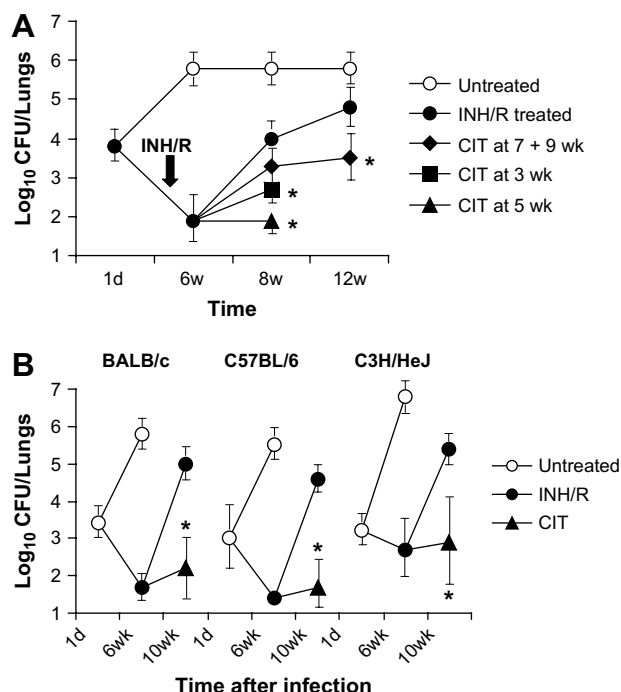 A
Log10 CFU/Lungs
7
6
5
4
3
2
1
INH/R
*
*
*
1d
6w
8w
12w
Time
Untreated
INH/R treated
CIT at 7 + 9 wk
CIT at 3 wk
CIT at 5 wk
B
BALB/c
C57BL/6
C3H/HeJ
Log10 CFU/Lungs
7
6
5
4
3
2
1
*
*
*
1d
6wk
10wk
1d
6wk
10wk
1d
6wk
10wk
Time after infection
Untreated
INH/R
CIT